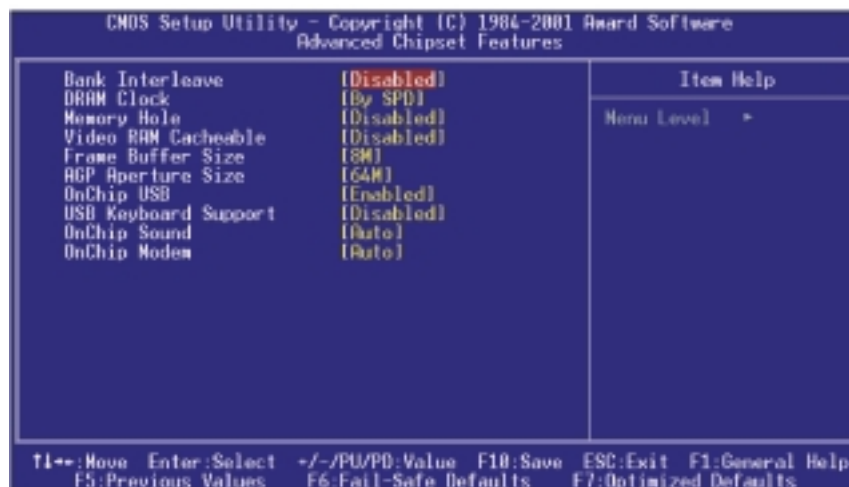 CMOS Setup Utility - Copyright (C) 1984-2001 Award Software
Advanced Chipset Features
Bank Interleave [Disabled]
DRAM Clock [By SPD]
Memory Hole [Disabled]
Video RAM Cacheable [Disabled]
Frame Buffer Size [8M]
AGP Aperture Size [64M]
OnChip USB [Enabled]
USB Keyboard Support [Disabled]
OnChip Sound [Auto]
OnChip Modem [Auto]
Item Help
Menu Level ►
↑↓→←:Move Enter:Select +/-/PU/PD:Value F10:Save ESC:Exit F1:General Help
F5:Previous Values F6:Fail-Safe Defaults F7:Optimized Defaults